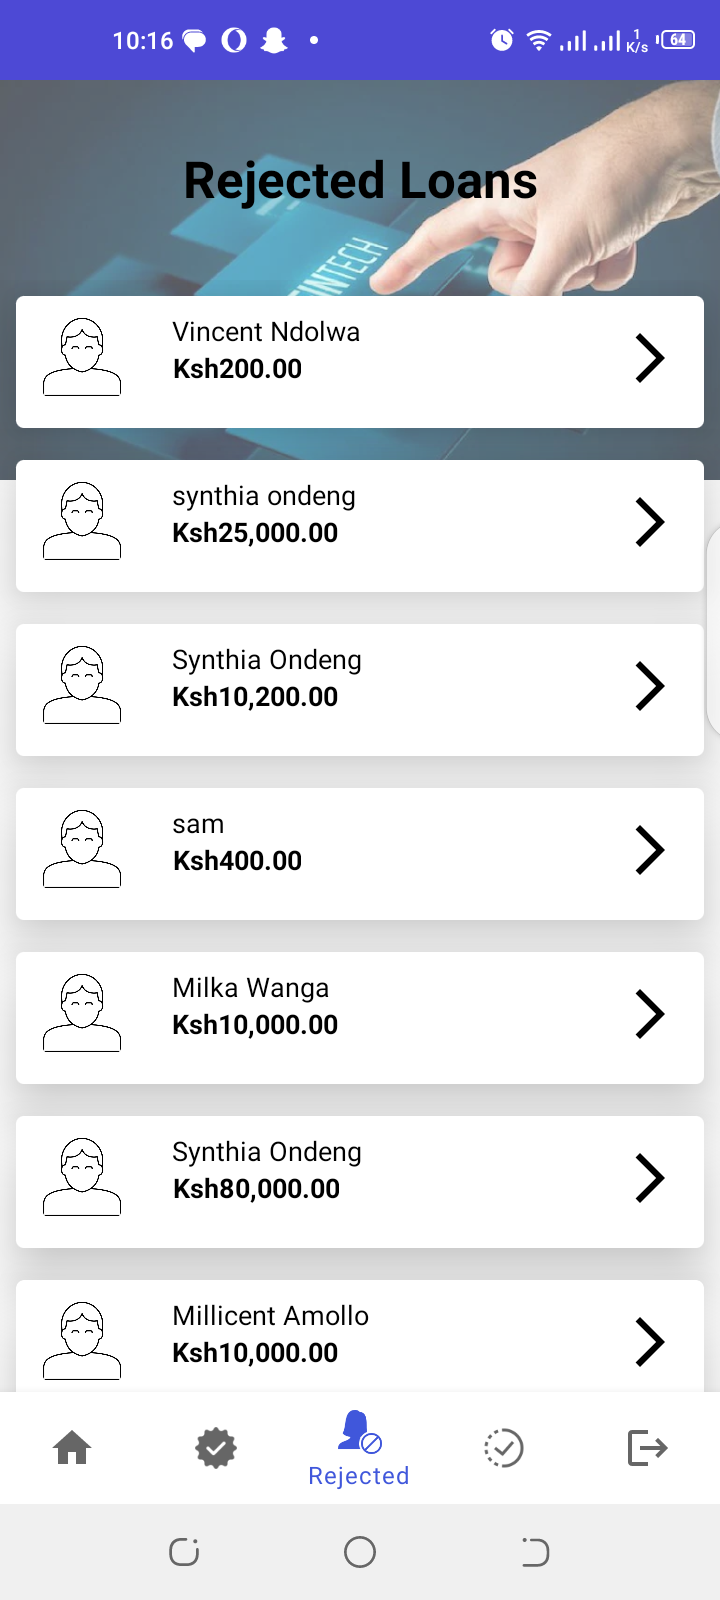 10:16
1
K/s
64
Rejected Loans
FINTECH
Vincent Ndolwa
Ksh200.00
synthia ondeng
Ksh25,000.00
Synthia Ondeng
Ksh10,200.00
sam
Ksh400.00
Milka Wanga
Ksh10,000.00
Synthia Ondeng
Ksh80,000.00
Millicent Amollo
Ksh10,000.00
Rejected